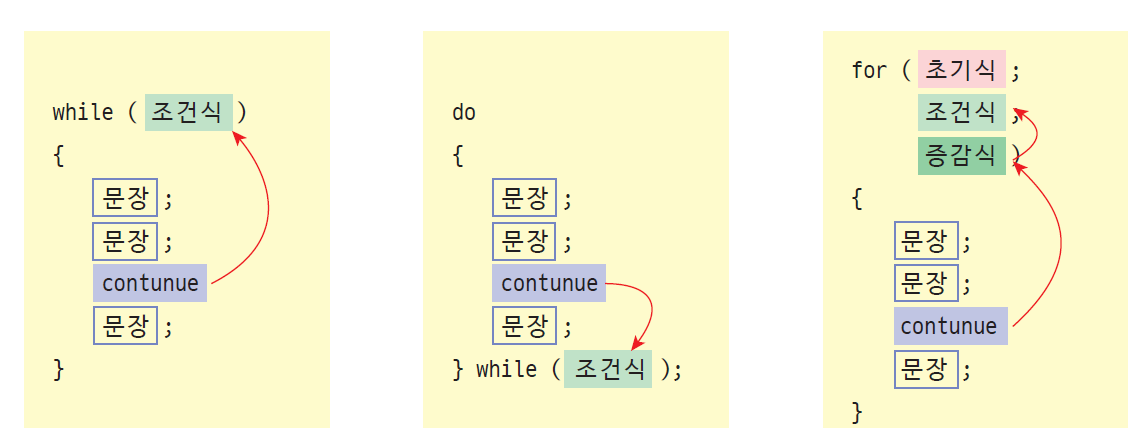 while ( 조건식 )
{
문장 ;
문장 ;
contunue
문장 ;
}
do
{
문장 ;
문장 ;
contunue
문장 ;
} while ( 조건식 );
for ( 초기식 ;
조건식 ;
증감식 )
{
문장 ;
문장 ;
contunue
문장 ;
}